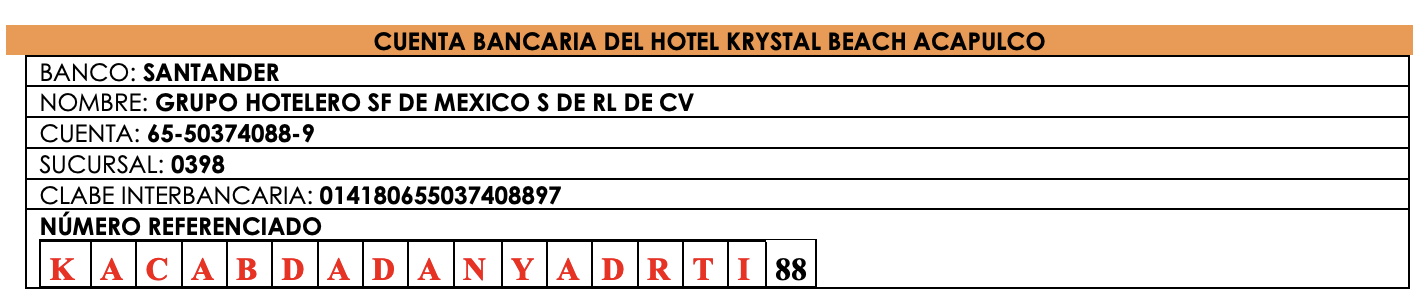 CUENTA BANCARIA DEL HOTEL KRYSTAL BEACH ACAPULCO
BANCO: SANTANDER
NOMBRE: GRUPO HOTELERO SF DE MEXICO S DE RL DE CV
CUENTA: 65-50374088-9
SUCURSAL: 0398
CLABE INTERBANCARIA: 014180655037408897
NÚMERO REFERENCIADO
K A C A B D A D A N Y A D R T I 88